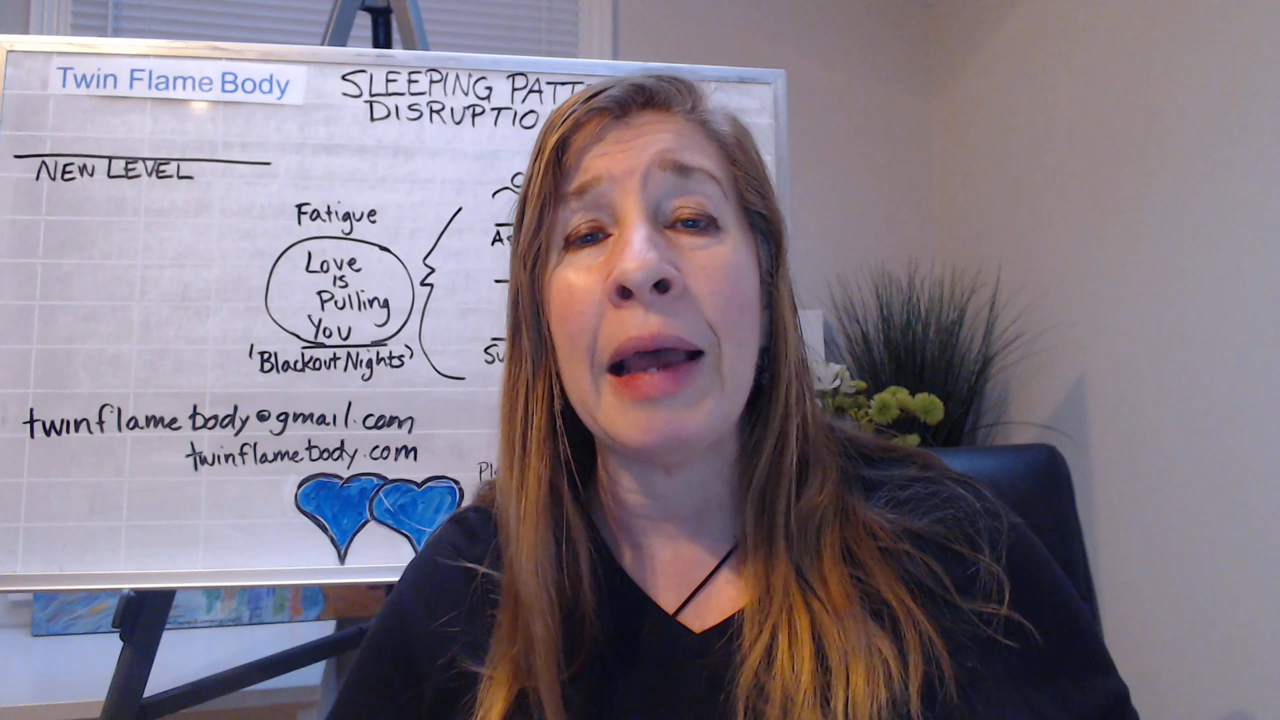 Twin Flame Body
SLEEPING
DISRUPTIO
NEW LEVEL
Fatigue
Love
is
Pulling
You
'Blackout Nights'
twinflamebody@gmail.com
twinflamebody.com